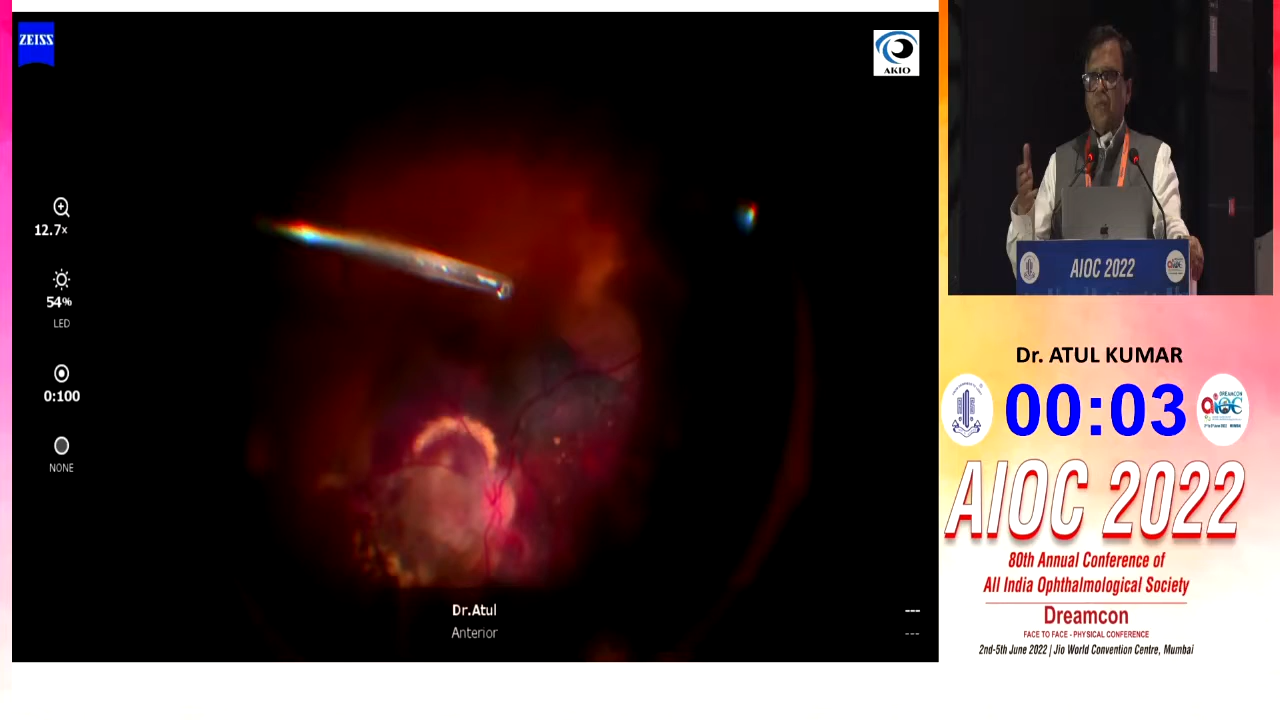 ZEISS
AKIO
12.7x
54%
LED
0:100
NONE
Dr.Atul
Anterior
---
---
AIOC 2022
Dr. ATUL KUMAR
00:03
AIOC 2022
80th Annual Conference of
All India Ophthalmological Society
Dreamcon
FACE TO FACE - PHYSICAL CONFERENCE
2nd-5th June 2022 | Jio World Convention Centre, Mumbai